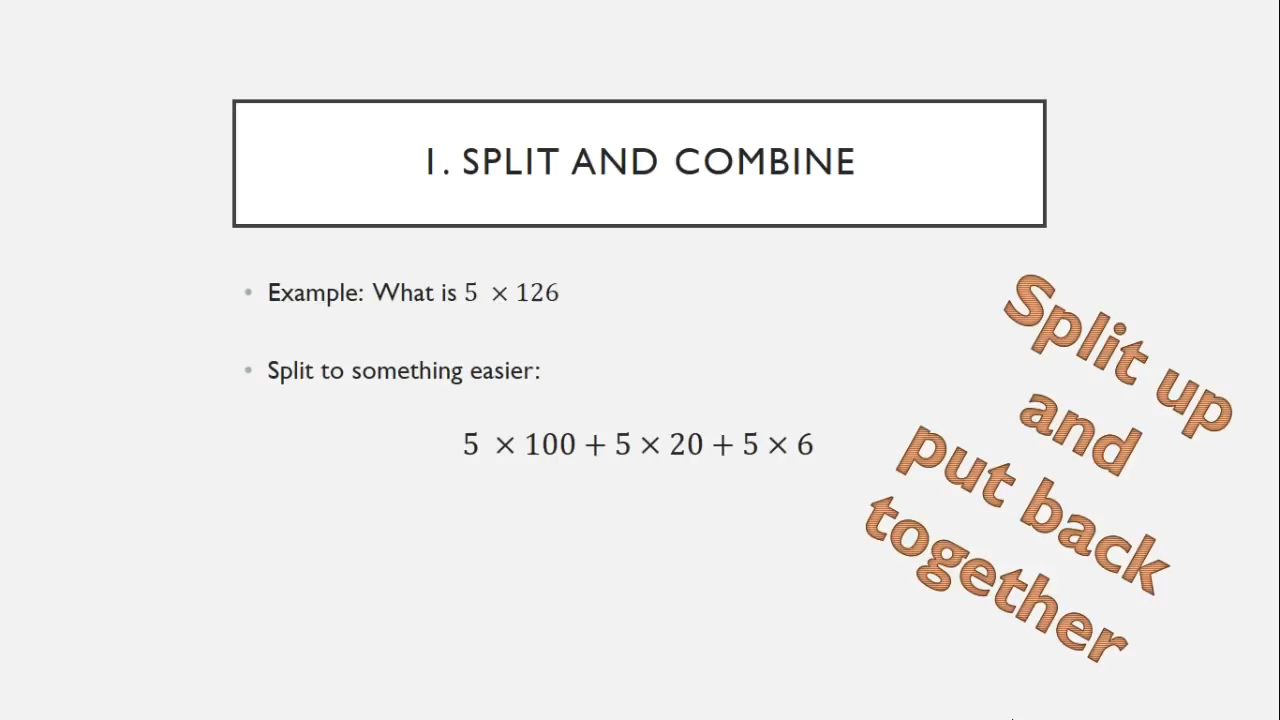 1. SPLIT AND COMBINE
• Example: What is 5 × 126
• Split to something easier:
5 × 100 + 5 × 20 + 5 × 6
Split up
and
put back
together